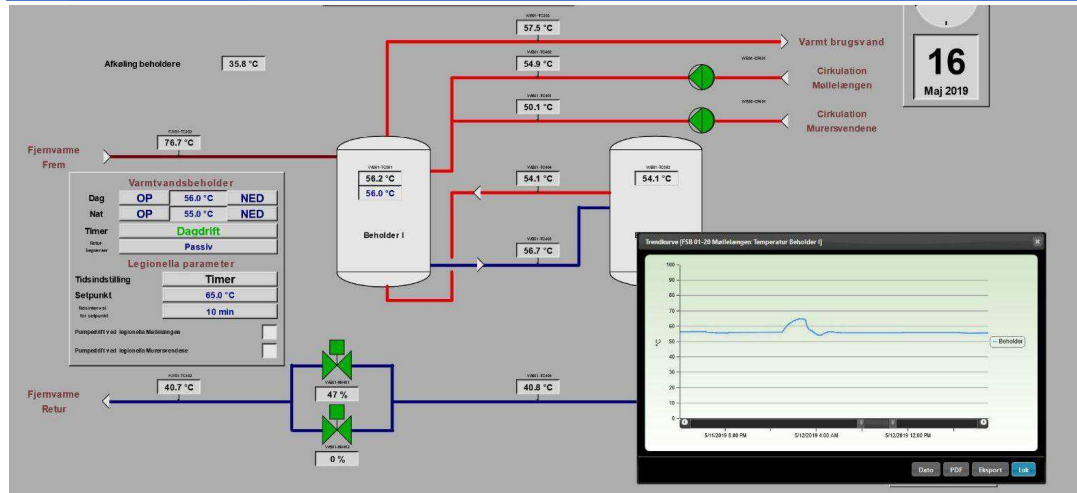 57.5 °C
Varmt brugsvand
54.9 °C
Afkøling beholdere
35.8 °C
Cirkulation
Møllelængen
16
Maj 2019
50.1 °C
Cirkulation
Murersvendene
76.7 °C
Fjernvarme
Frem
56.2 °C
56.0 °C
54.1 °C
54.1 °C
Varmtvandsbeholder
Dag OP 56.0 °C NED
Nat OP 55.0 °C NED
Timer Dagdrift
Retur
begrænser
Passiv
Beholder I
56.7 °C
Legionella parameter
Tidsindstilling Timer
Setpunkt 65.0 °C
Tidsinterval
for setpunkt
10 min
Pumpedrift ved legionella Møllelængen
Pumpedrift ved legionella Murersvendene
40.7 °C
Fjernvarme
Retur
47 %
40.8 °C
0 %
Trendkurve [FSB 01-20 Møllelængen: Temperatur Beholder I]
100
90
80
70
60
50
40
30
20
10
0
°C
Beholder
5/11/2019 8:00 PM
5/12/2019 4:00 AM
5/12/2019 12:00 PM
Dato
PDF
Eksport
Luk